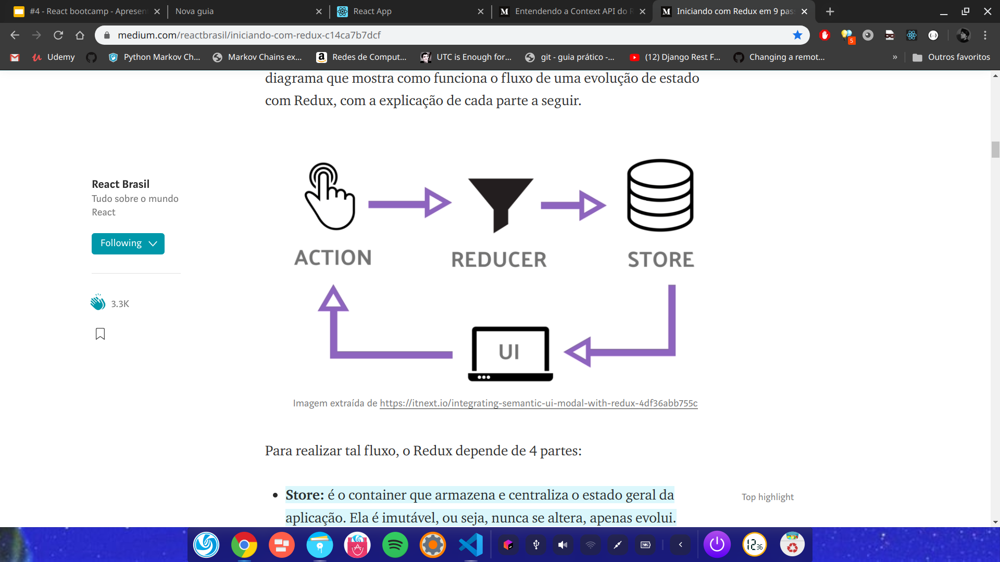 #4 - React bootcamp - Apresen
Nova guia
React App
Entendendo a Context API do R
Iniciando com Redux em 9 pas
medium.com/reactbrasil/iniciando-com-redux-c14ca7b7dcf
5
Udemy
Python Markov Ch...
Markov Chains ex...
Redes de Comput...
UTC is Enough for...
git - guia prático -...
(12) Django Rest F...
Changing a remot...
»
Outros favoritos
diagrama que mostra como funciona o fluxo de uma evolução de estado
com Redux, com a explicação de cada parte a seguir.
React Brasil
Tudo sobre o mundo
React
Following
3.3K
ACTION
REDUCER
STORE
UI
Imagem extraída de https://itnext.io/integrating-semantic-ui-modal-with-redux-4df36abb755c
Para realizar tal fluxo, o Redux depende de 4 partes:
• Store: é o container que armazena e centraliza o estado geral da
aplicação. Ela é imutável, ou seja, nunca se altera, apenas evolui.
Top highlight
12 36